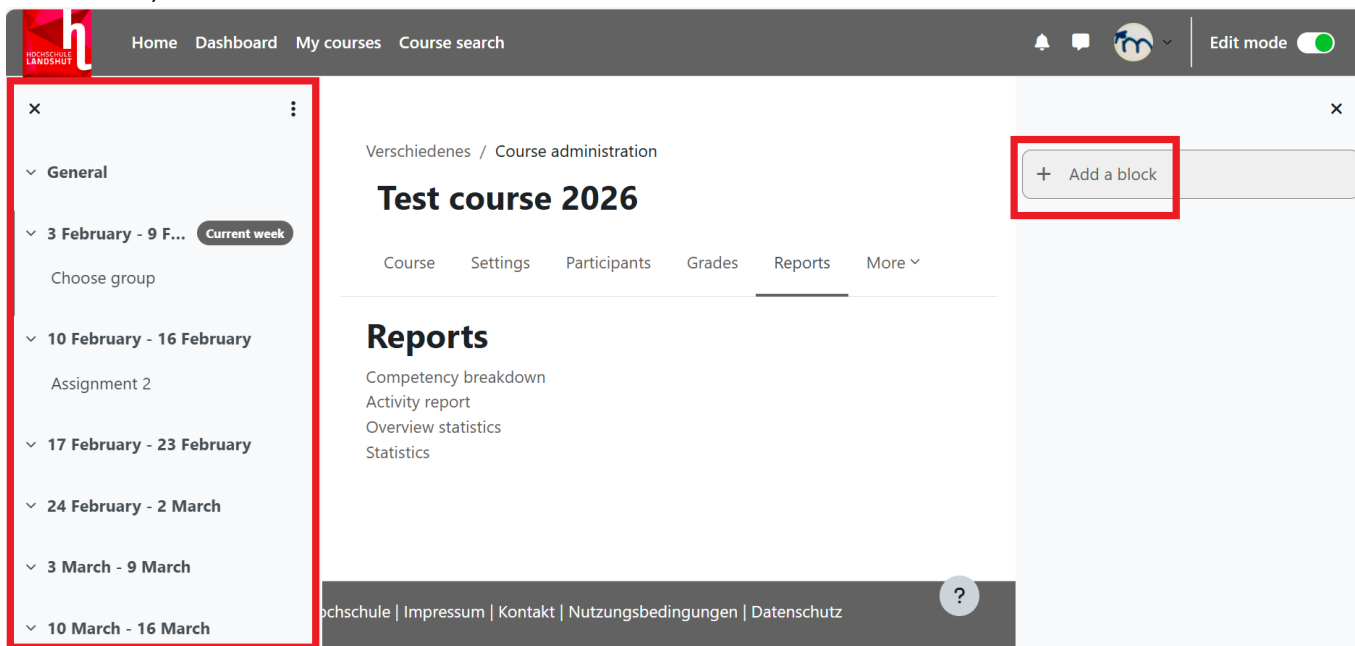 h
HOCHSCHULE
LANDSHUT
Home Dashboard My courses Course search
Edit mode
General
3 February - 9 F... Current week
Choose group
10 February - 16 February
Assignment 2
17 February - 23 February
24 February - 2 March
3 March - 9 March
10 March - 16 March
Verschiedenes / Course administration
Test course 2026
Course Settings Participants Grades Reports More
Reports
Competency breakdown
Activity report
Overview statistics
Statistics
ochschule | Impressum | Kontakt | Nutzungsbedingungen | Datenschutz
?
+ Add a block